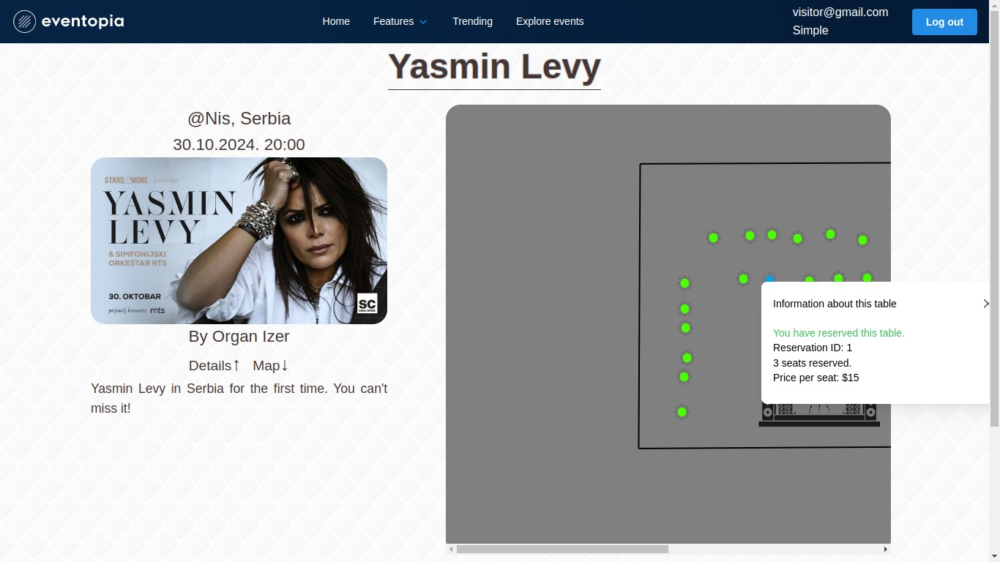 eventopia
Home
Features
Trending
Explore events
visitor@gmail.com
Simple
Log out
Yasmin Levy
@Nis, Serbia
30.10.2024. 20:00
STARS&MORE predstavlja
YASMIN
LEVY
& SIMFONIJSKI
ORKESTAR RTS
30. OKTOBAR
prijatelj koncerta mts
SC
sava centar
By Organ Izer
Details↑ Map↓
Yasmin Levy in Serbia for the first time. You can't
miss it!
Information about this table
You have reserved this table.
Reservation ID: 1
3 seats reserved.
Price per seat: $15